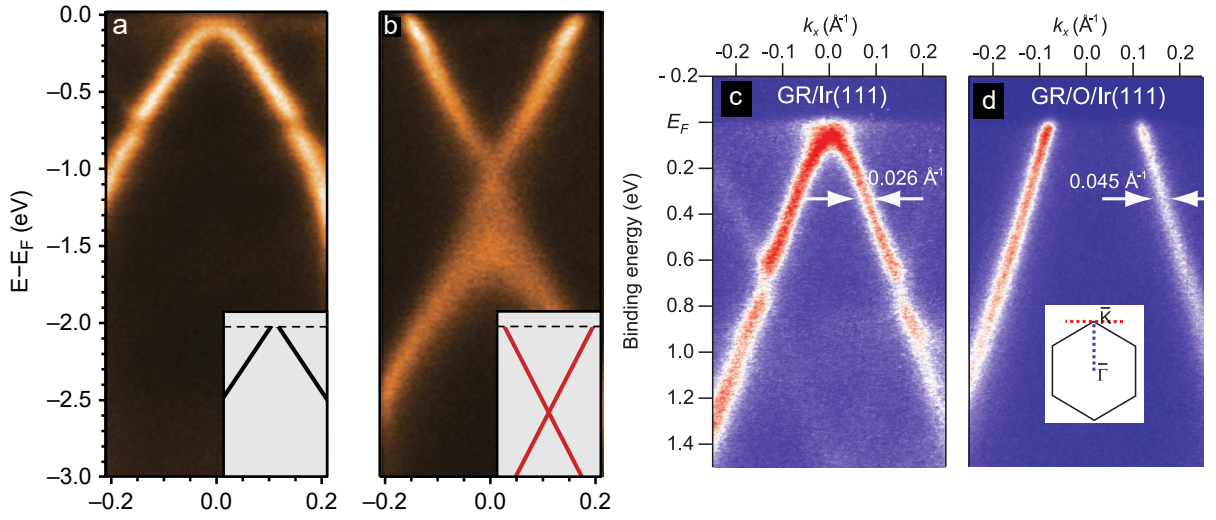 a
E−E_F (eV)
0.0
−0.5
−1.0
−1.5
−2.0
−2.5
−3.0
−0.2 0.0 0.2
b
−0.2 0.0 0.2
k_x (Å⁻¹)
-0.2 -0.1 0.0 0.1 0.2
c
GR/Ir(111)
Binding energy (eV)
- 0.2
E_F
0.2
0.4
0.6
0.8
1.0
1.2
1.4
0.026 Å⁻¹
k_x (Å⁻¹)
-0.2 -0.1 0.0 0.1 0.2
d
GR/O/Ir(111)
0.045 Å⁻¹
K̅
Γ̅